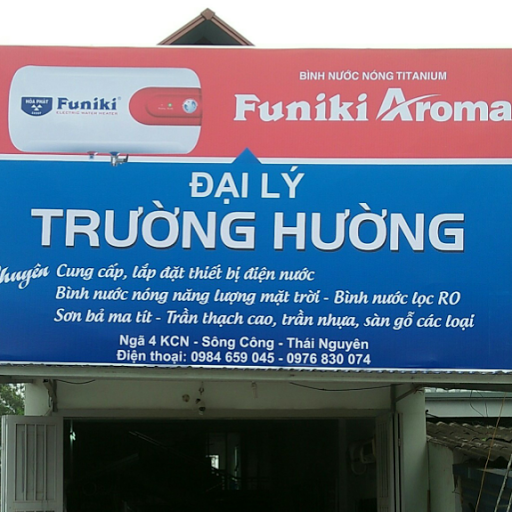 BÌNH NƯỚC NÓNG TITANIUM
Funiki Aroma
HÒA PHÁT
Funiki
ELECTRIC WATER HEATER
ĐẠI LÝ
TRƯỜNG HƯỜNG
Chuyên Cung cấp, lắp đặt thiết bị điện nước
Bình nước nóng năng lượng mặt trời - Bình nước lọc RO
Sơn bả ma tít - Trần thạch cao, trần nhựa, sàn gỗ các loại
Ngã 4 KCN - Sông Công - Thái Nguyên
Điện thoại: 0984 659 045 - 0976 830 074